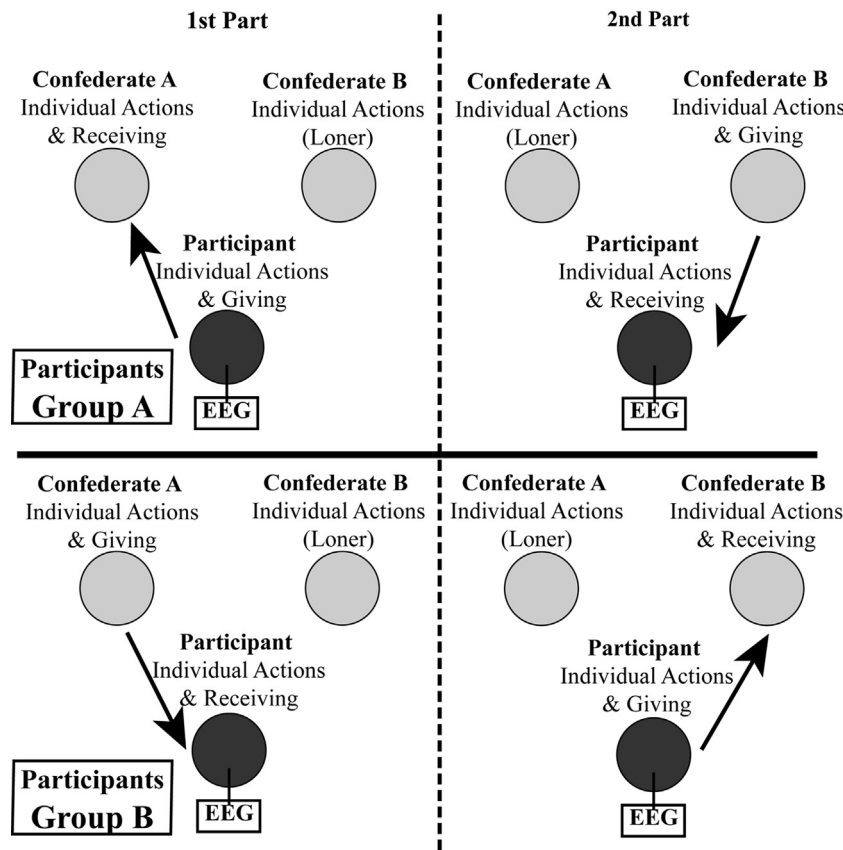 1st Part
2nd Part
Confederate A
Individual Actions
& Receiving
Confederate B
Individual Actions
(Loner)
Participant
Individual Actions
& Giving
EEG
Participants
Group A
Confederate A
Individual Actions
(Loner)
Confederate B
Individual Actions
& Giving
Participant
Individual Actions
& Receiving
EEG
Confederate A
Individual Actions
& Giving
Confederate B
Individual Actions
(Loner)
Participant
Individual Actions
& Receiving
EEG
Participants
Group B
Confederate A
Individual Actions
(Loner)
Confederate B
Individual Actions
& Receiving
Participant
Individual Actions
& Giving
EEG